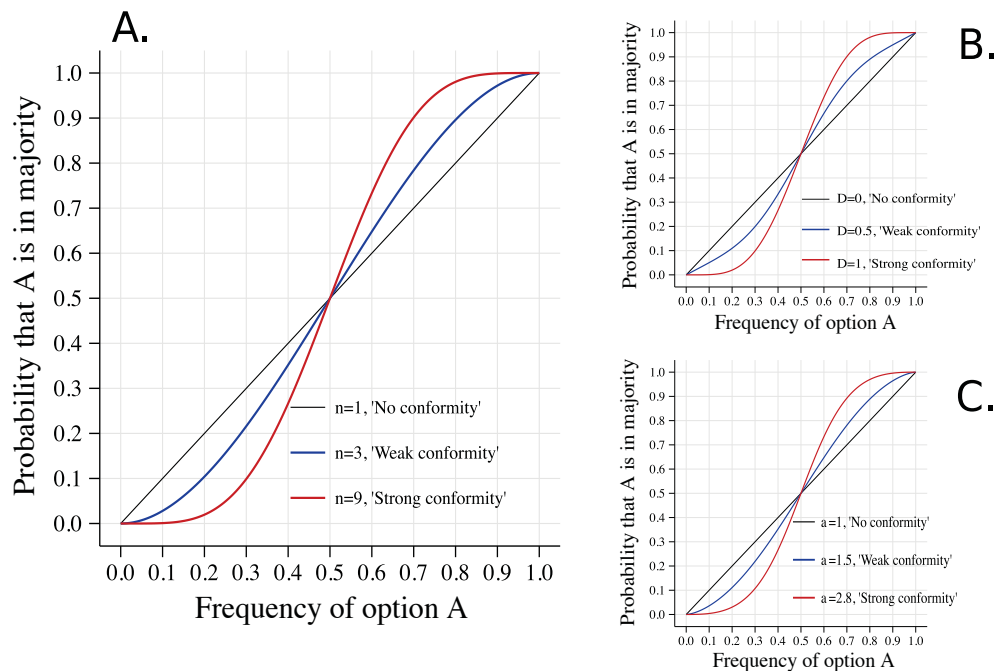 A.
Probability that A is in majority
1.0
0.9
0.8
0.7
0.6
0.5
0.4
0.3
0.2
0.1
0.0
n=1, 'No conformity'
n=3, 'Weak conformity'
n=9, 'Strong conformity'
0.0 0.1 0.2 0.3 0.4 0.5 0.6 0.7 0.8 0.9 1.0
Frequency of option A
B.
Probability that A is in majority
1.0
0.9
0.8
0.7
0.6
0.5
0.4
0.3
0.2
0.1
0.0
D=0, 'No conformity'
D=0.5, 'Weak conformity'
D=1, 'Strong conformity'
0.0 0.1 0.2 0.3 0.4 0.5 0.6 0.7 0.8 0.9 1.0
Frequency of option A
C.
Probability that A is in majority
1.0
0.9
0.8
0.7
0.6
0.5
0.4
0.3
0.2
0.1
0.0
a=1, 'No conformity'
a=1.5, 'Weak conformity'
a=2.8, 'Strong conformity'
0.0 0.1 0.2 0.3 0.4 0.5 0.6 0.7 0.8 0.9 1.0
Frequency of option A